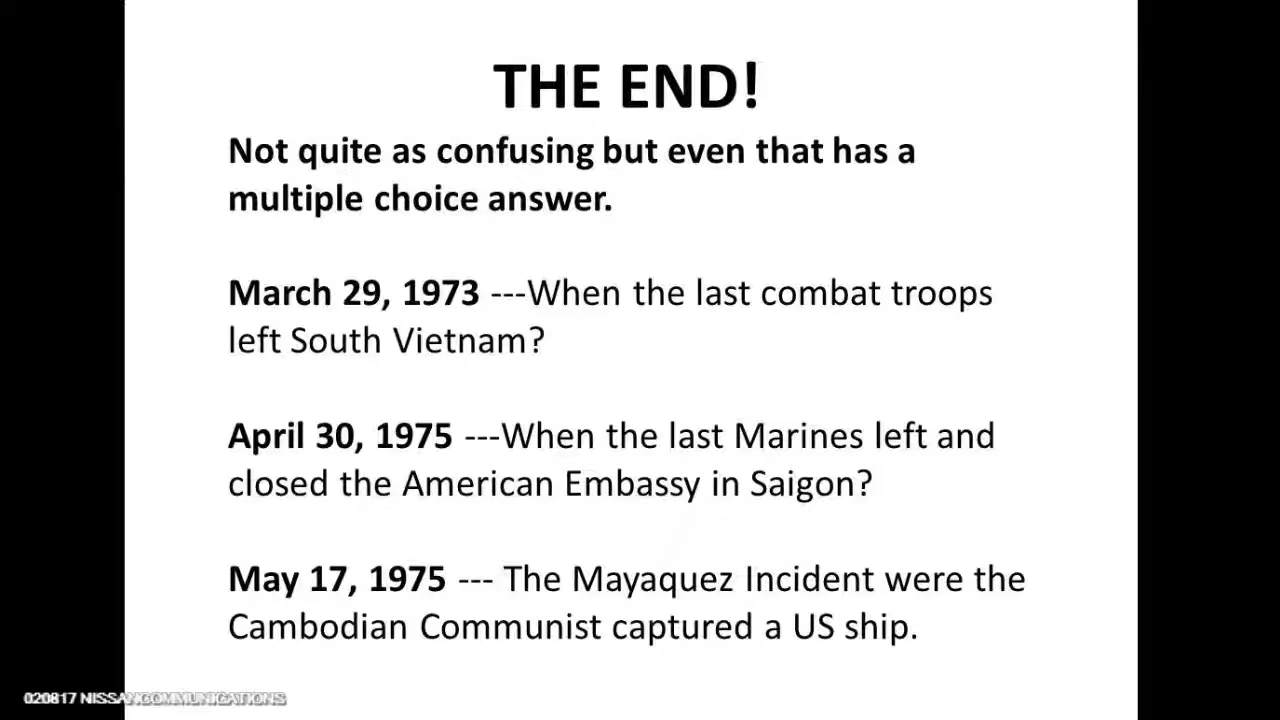 THE END!
Not quite as confusing but even that has a
multiple choice answer.
March 29, 1973 ---When the last combat troops
left South Vietnam?
April 30, 1975 ---When the last Marines left and
closed the American Embassy in Saigon?
May 17, 1975 --- The Mayaquez Incident were the
Cambodian Communist captured a US ship.
020817 NISSANCOMMUNICATIONS